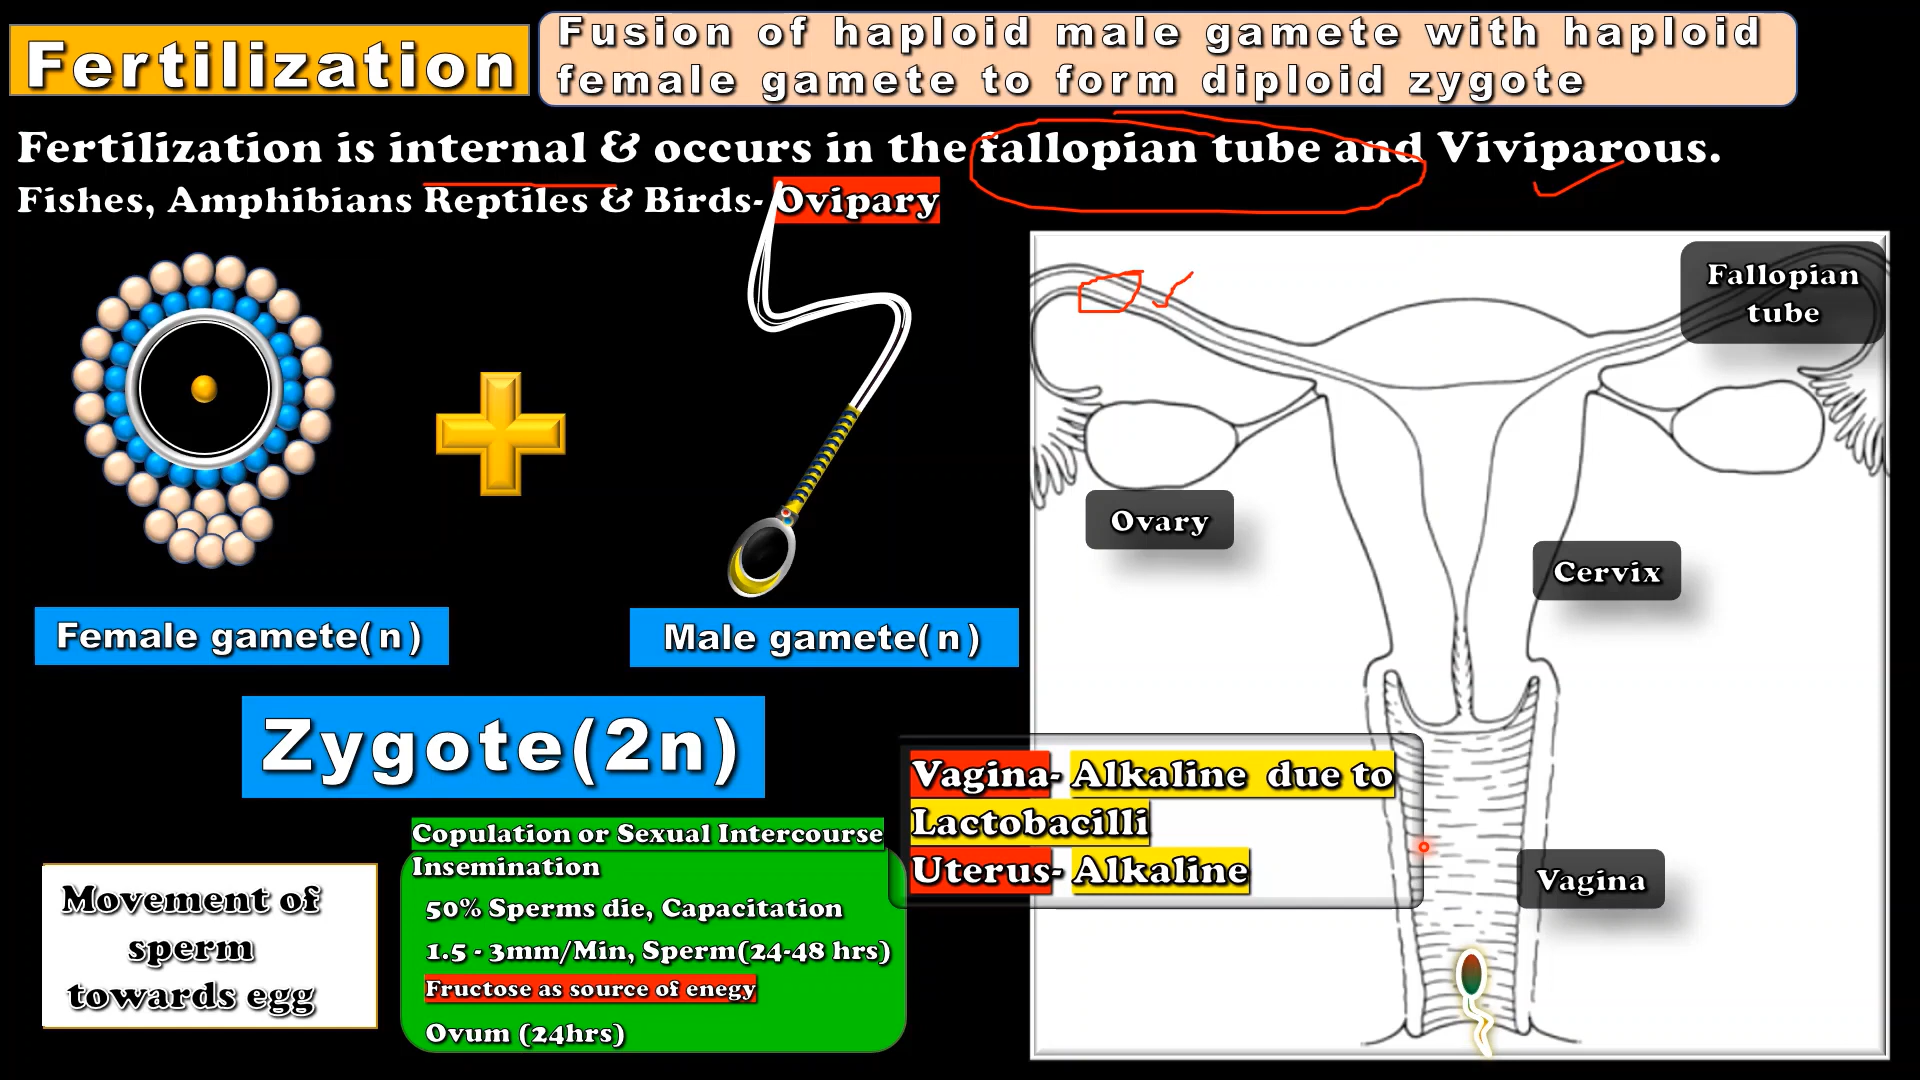 Fertilization
Fusion of haploid male gamete with haploid
female gamete to form diploid zygote
Fertilization is internal & occurs in the fallopian tube and Viviparous.
Fishes, Amphibians Reptiles & Birds- Ovipary
Fallopian
tube
Ovary
Cervix
Female gamete(n)
Male gamete(n)
Zygote(2n)
Vagina- Alkaline due to
Lactobacilli
Uterus- Alkaline
Vagina
Movement of
sperm
towards egg
Copulation or Sexual Intercourse
Insemination
50% Sperms die, Capacitation
1.5 - 3mm/Min, Sperm(24-48 hrs)
Fructose as source of enegy
Ovum (24hrs)